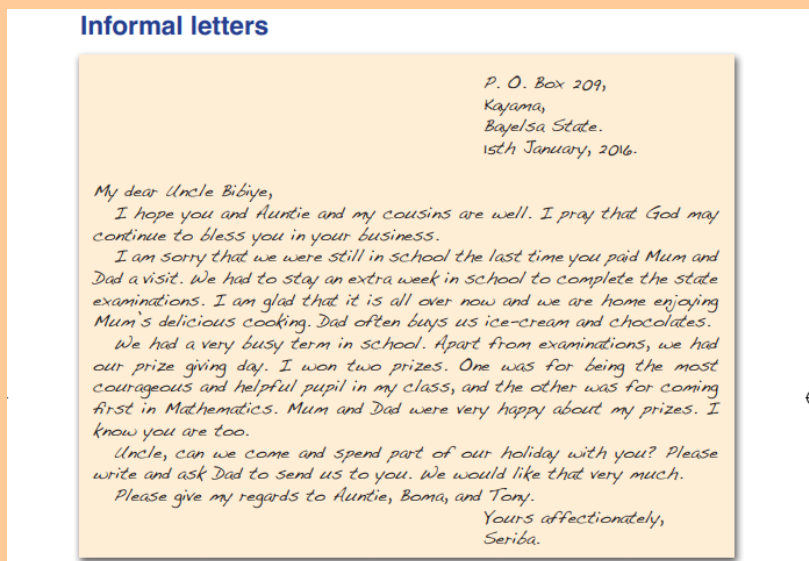 Informal letters
P. O. Box 209,
Kayama,
Bayelsa State.
15th January, 2016.
My dear Uncle Bibiye,
I hope you and Auntie and my cousins are well. I pray that God may
continue to bless you in your business.
I am sorry that we were still in school the last time you paid Mum and
Dad a visit. We had to stay an extra week in school to complete the state
examinations. I am glad that it is all over now and we are home enjoying
Mum's delicious cooking. Dad often buys us ice-cream and chocolates.
We had a very busy term in school. Apart from examinations, we had
our prize giving day. I won two prizes. One was for being the most
courageous and helpful pupil in my class, and the other was for coming
first in Mathematics. Mum and Dad were very happy about my prizes. I
know you are too.
Uncle, can we come and spend part of our holiday with you? Please
write and ask Dad to send us to you. We would like that very much.
Please give my regards to Auntie, Boma, and Tony.
Yours affectionately,
Seriba.